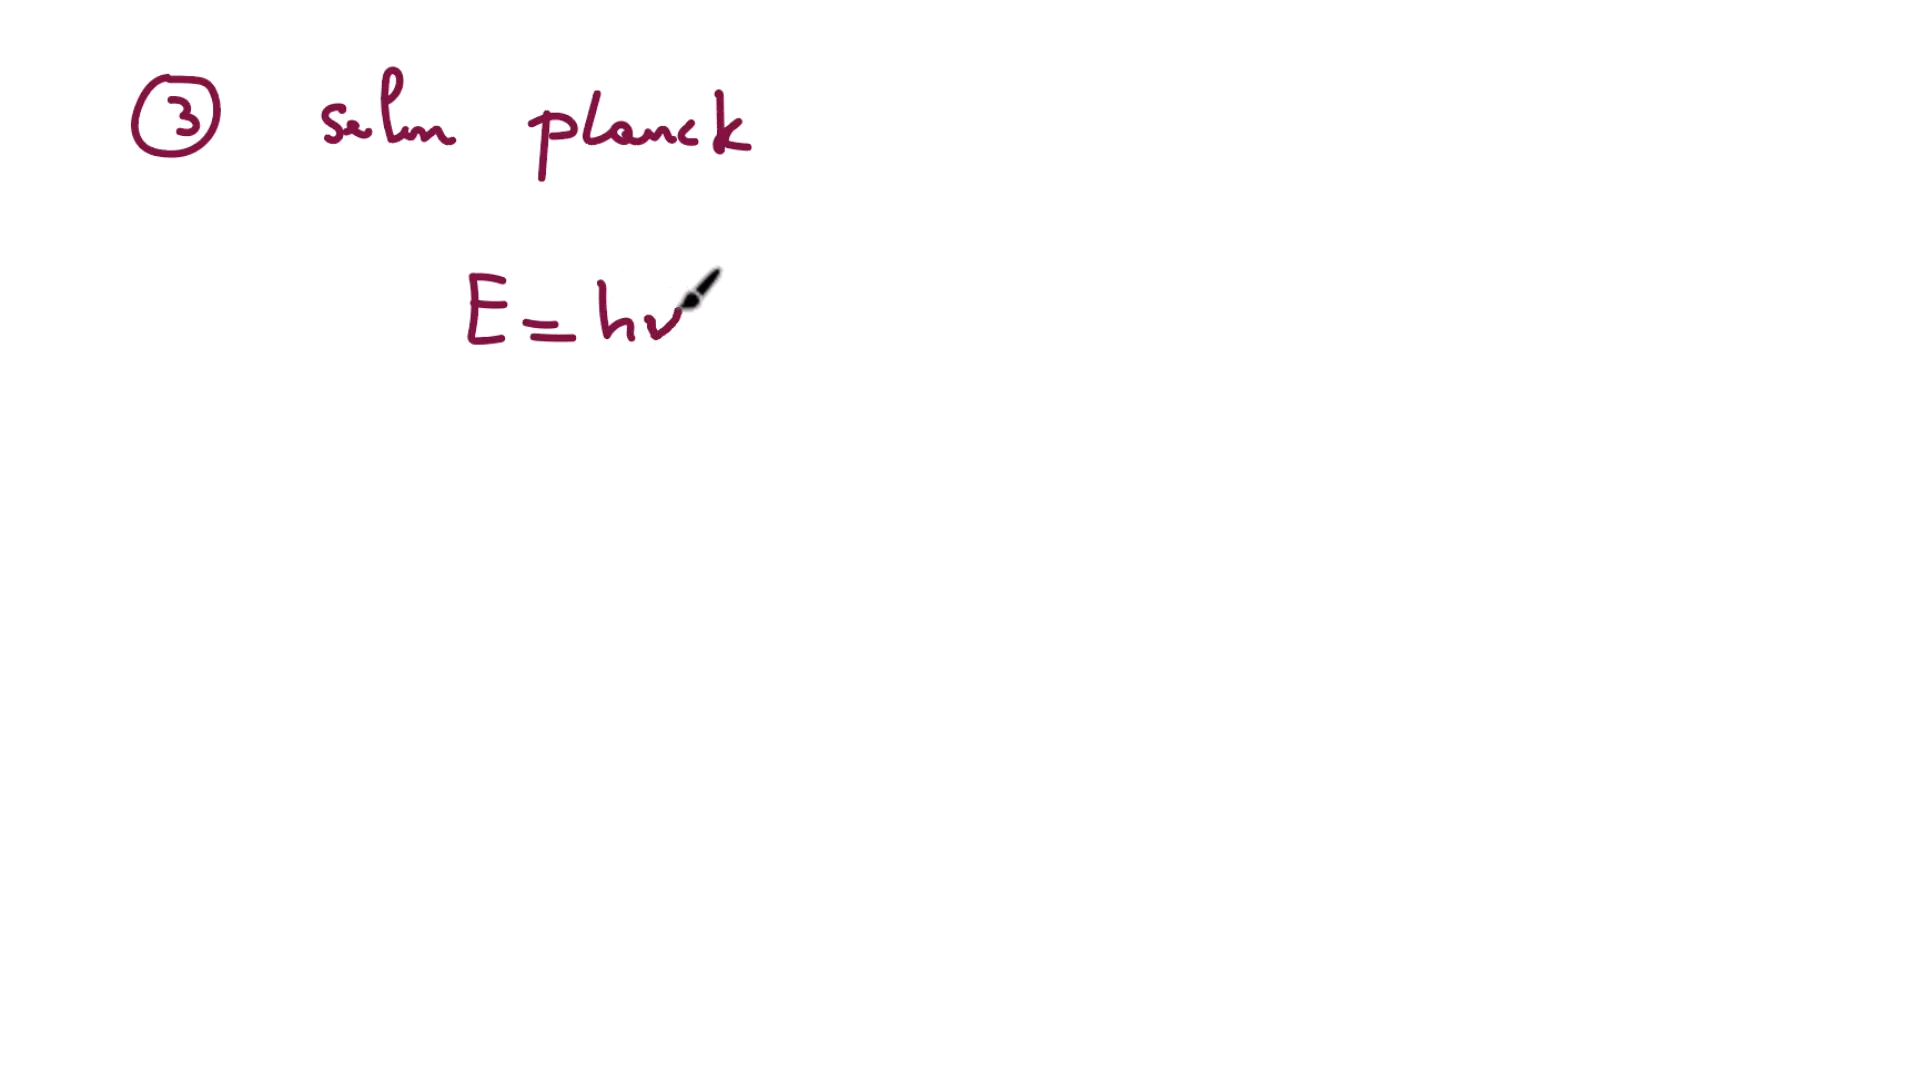 ③ selon planck
E = hν